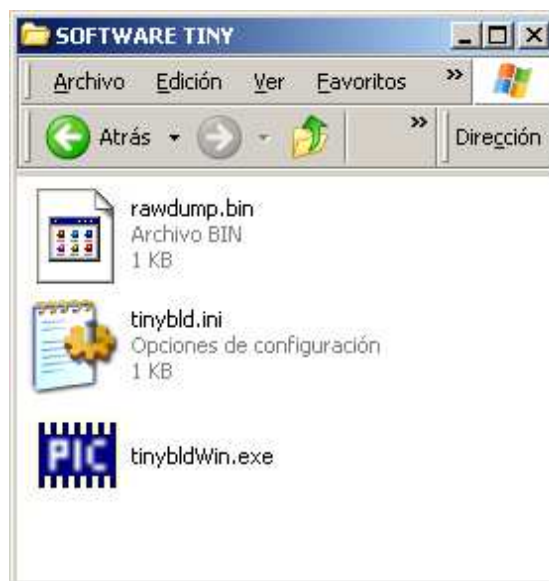 SOFTWARE TINY
Archivo Edición Ver Favoritos »
Atrás » Dirección
rawdump.bin
Archivo BIN
1 KB
tinybld.ini
Opciones de configuración
1 KB
PIC tinybldWin.exe